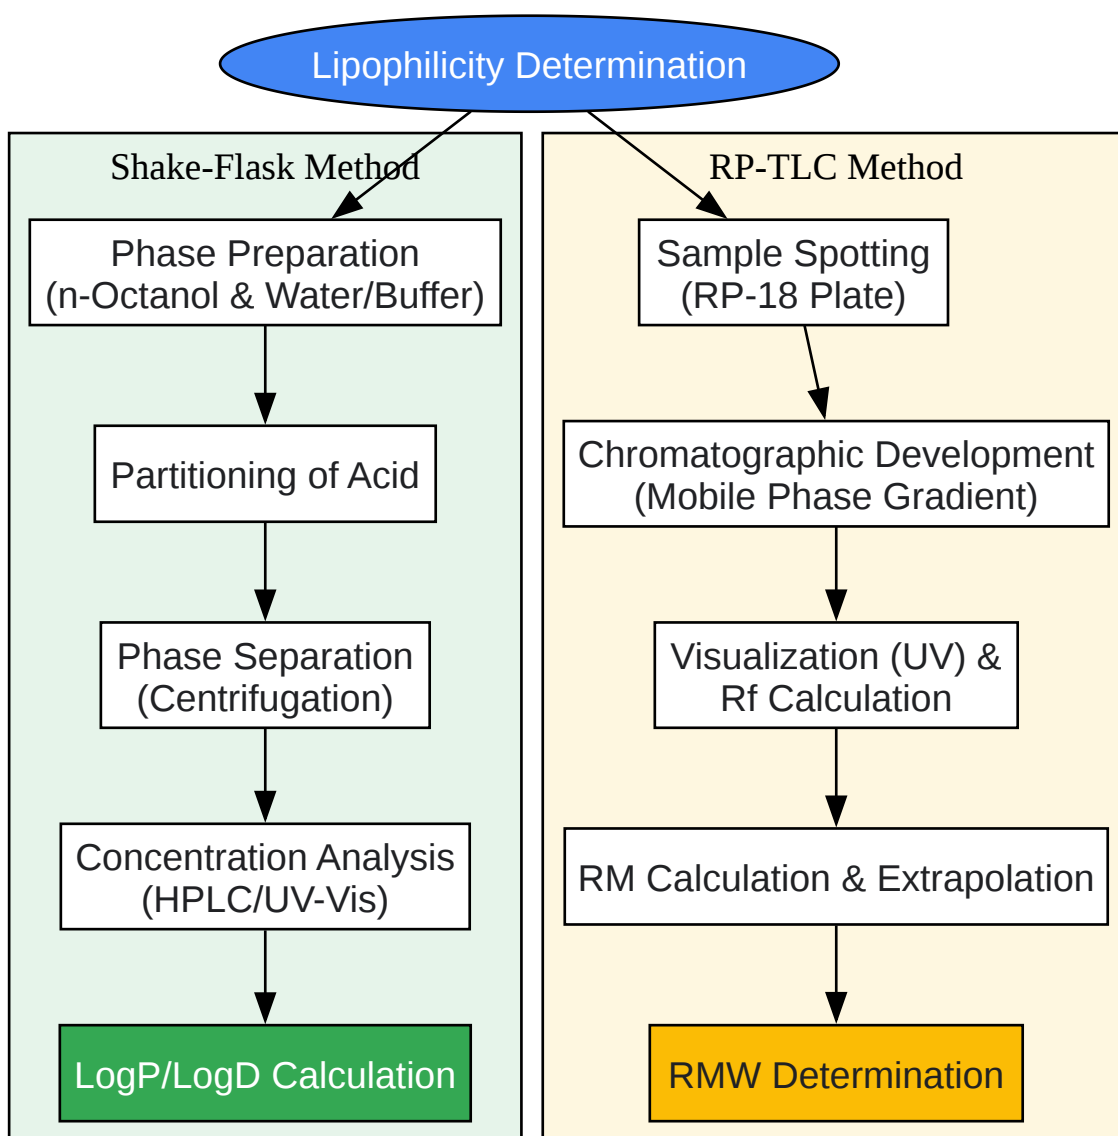 Lipophilicity Determination
Shake-Flask Method
Phase Preparation
(n-Octanol & Water/Buffer)
Partitioning of Acid
Phase Separation
(Centrifugation)
Concentration Analysis
(HPLC/UV-Vis)
LogP/LogD Calculation
RP-TLC Method
Sample Spotting
(RP-18 Plate)
Chromatographic Development
(Mobile Phase Gradient)
Visualization (UV) &
Rf Calculation
RM Calculation & Extrapolation
RMW Determination